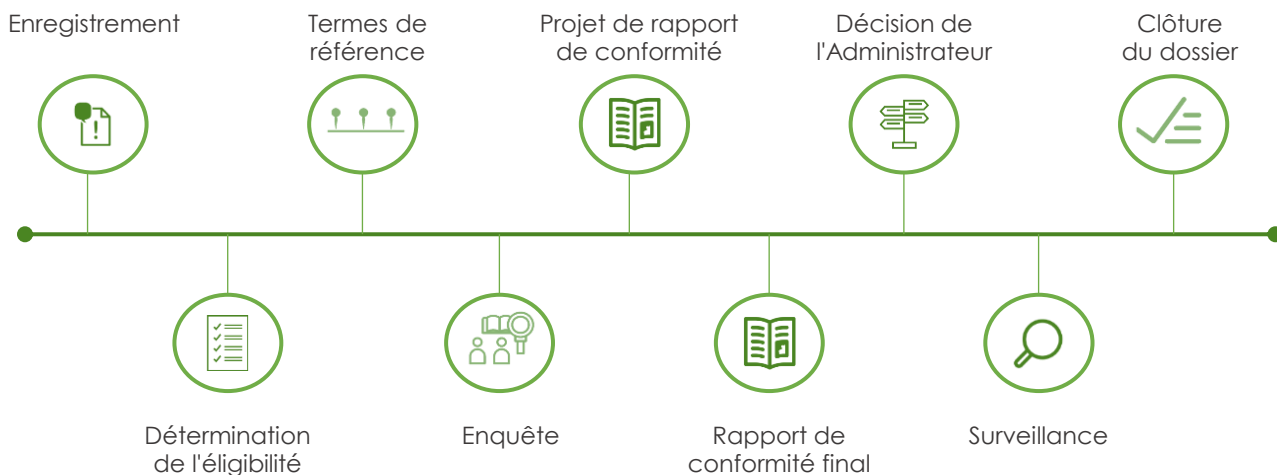 Enregistrement
Termes de
référence
Projet de rapport
de conformité
Décision de
l'Administrateur
Clôture
du dossier
Détermination
de l'éligibilité
Enquête
Rapport de
conformité final
Surveillance